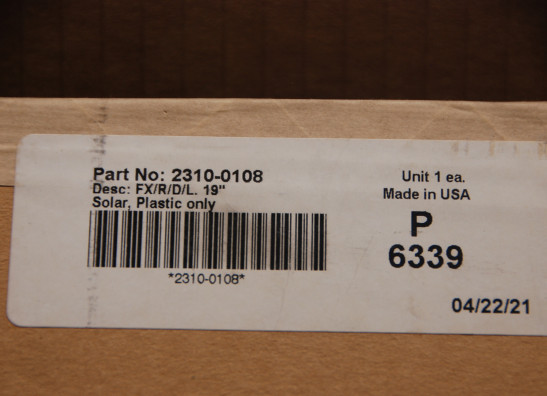 Part No: 2310-0108
Desc: FX/R/D/L. 19"
Solar, Plastic only
*2310-0108*
Unit 1 ea.
Made in USA
P
6339
04/22/21